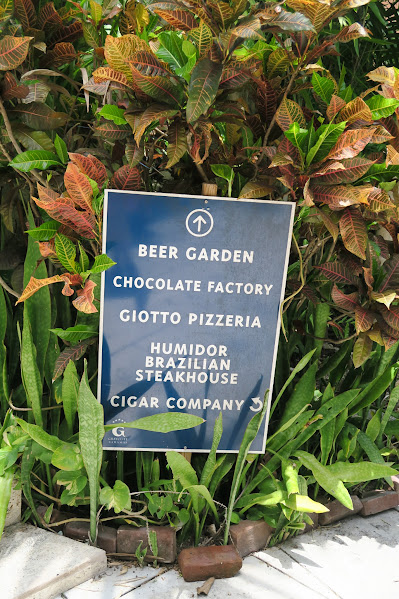 BEER GARDEN
CHOCOLATE FACTORY
GIOTTO PIZZERIA
HUMIDOR
BRAZILIAN
STEAKHOUSE
CIGAR COMPANY
G